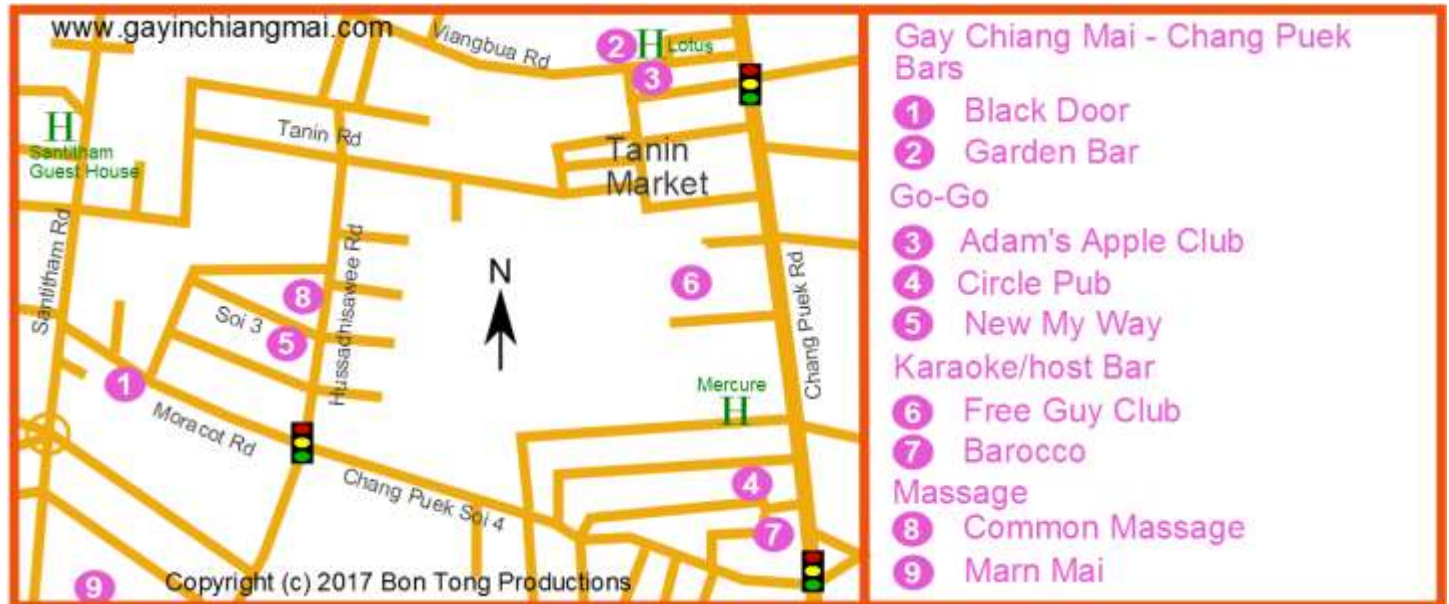 www.gayinchiangmai.com
Viangbua Rd
2
H Lotus
3
H
Santitham
Guest House
Tanin Rd
Tanin
Market
Santitham Rd
Hussadhisawee Rd
N
6
8
Soi 3
5
Chang Puek Rd
1
Mercure
H
Moracot Rd
Chang Puek Soi 4
4
7
9
Copyright (c) 2017 Bon Tong Productions
Gay Chiang Mai - Chang Puek
Bars
1 Black Door
2 Garden Bar
Go-Go
3 Adam's Apple Club
4 Circle Pub
5 New My Way
Karaoke/host Bar
6 Free Guy Club
7 Barocco
Massage
8 Common Massage
9 Marn Mai